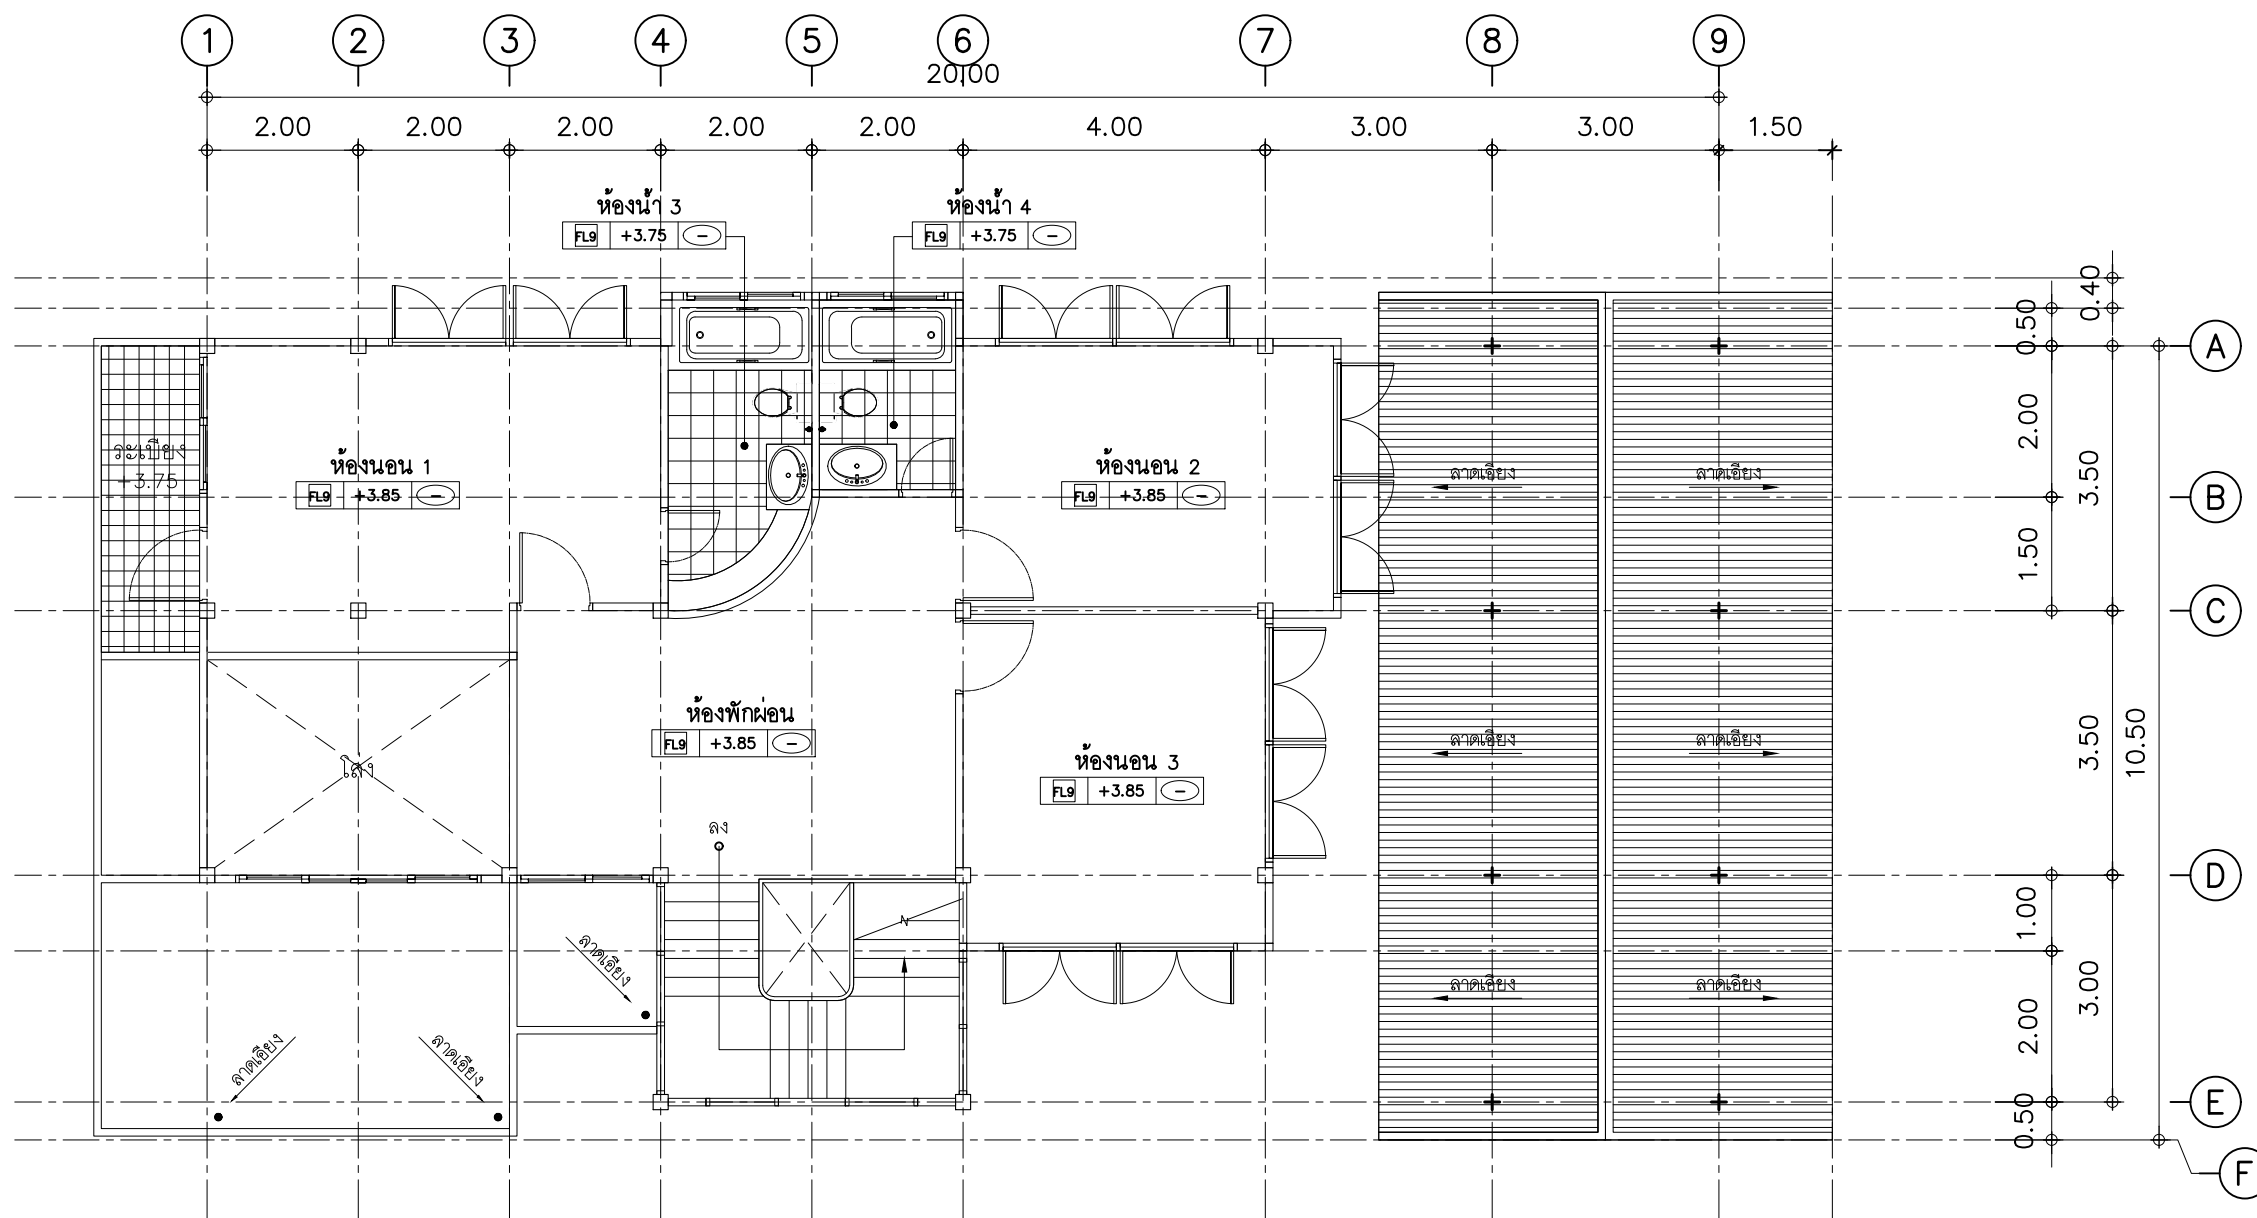 1 2 3 4 5 6 7 8 9
20.00
2.00 2.00 2.00 2.00 2.00 4.00 3.00 3.00 1.50
ห้องน้ำ 3
FL9 +3.75 -
ห้องน้ำ 4
FL9 +3.75 -
0.40
0.50
A
2.00
3.50
B
1.50
C
ระเบียง
+3.75
ห้องนอน 1
FL9 +3.85 -
ห้องนอน 2
FL9 +3.85 -
ลาดเอียง ลาดเอียง
ห้องพักผ่อน
FL9 +3.85 -
โล่ง
ห้องนอน 3
FL9 +3.85 -
ลาดเอียง ลาดเอียง
3.50
10.50
ลง
D
1.00
N
ลาดเอียง
ลาดเอียง ลาดเอียง
3.00
2.00
ลาดเอียง
ลาดเอียง
E
0.50
F